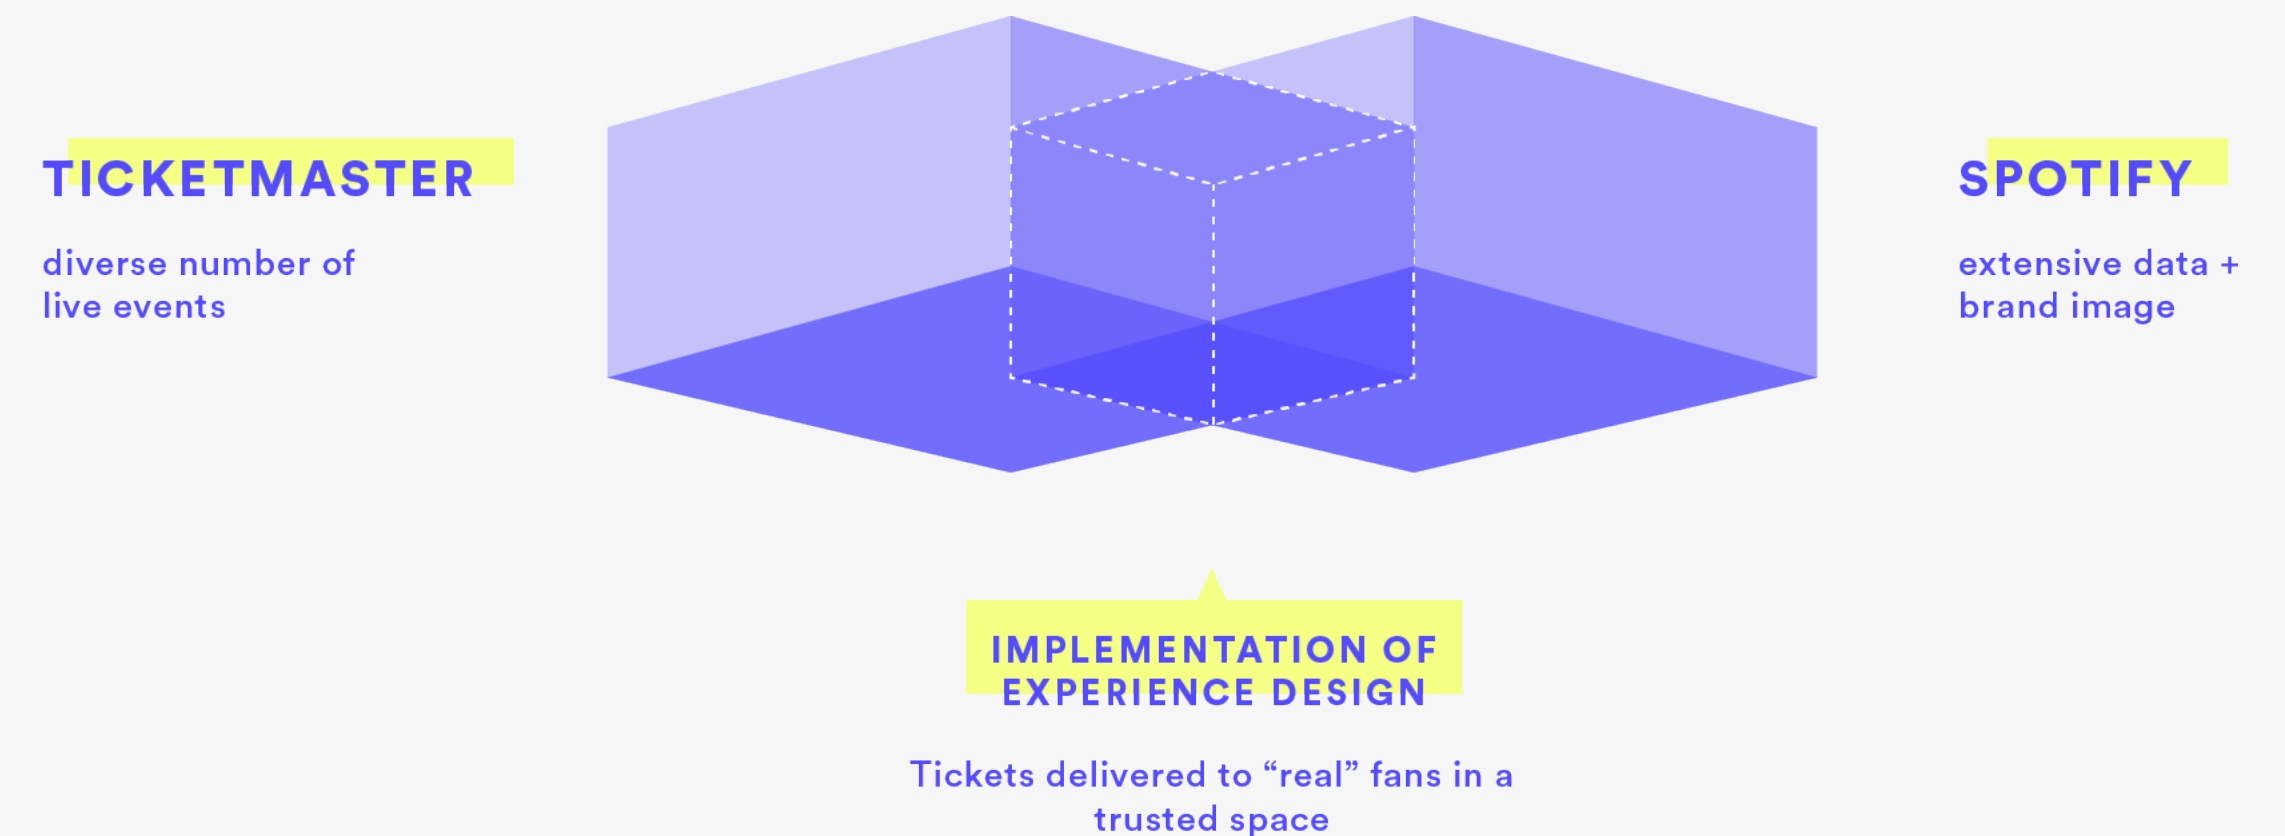 TICKETMASTER
diverse number of
live events
SPOTIFY
extensive data +
brand image
IMPLEMENTATION OF
EXPERIENCE DESIGN
Tickets delivered to “real” fans in a
trusted space